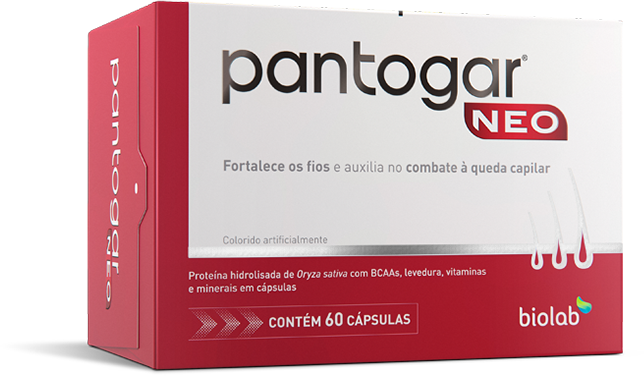 pantogar®
NEO
Fortalece os fios e auxilia no combate à queda capilar
Colorido artificialmente
Proteína hidrolisada de Oryza sativa com BCAAs, levedura, vitaminas
e minerais em cápsulas
CONTÉM 60 CÁPSULAS
biolab
pantogar
NEO